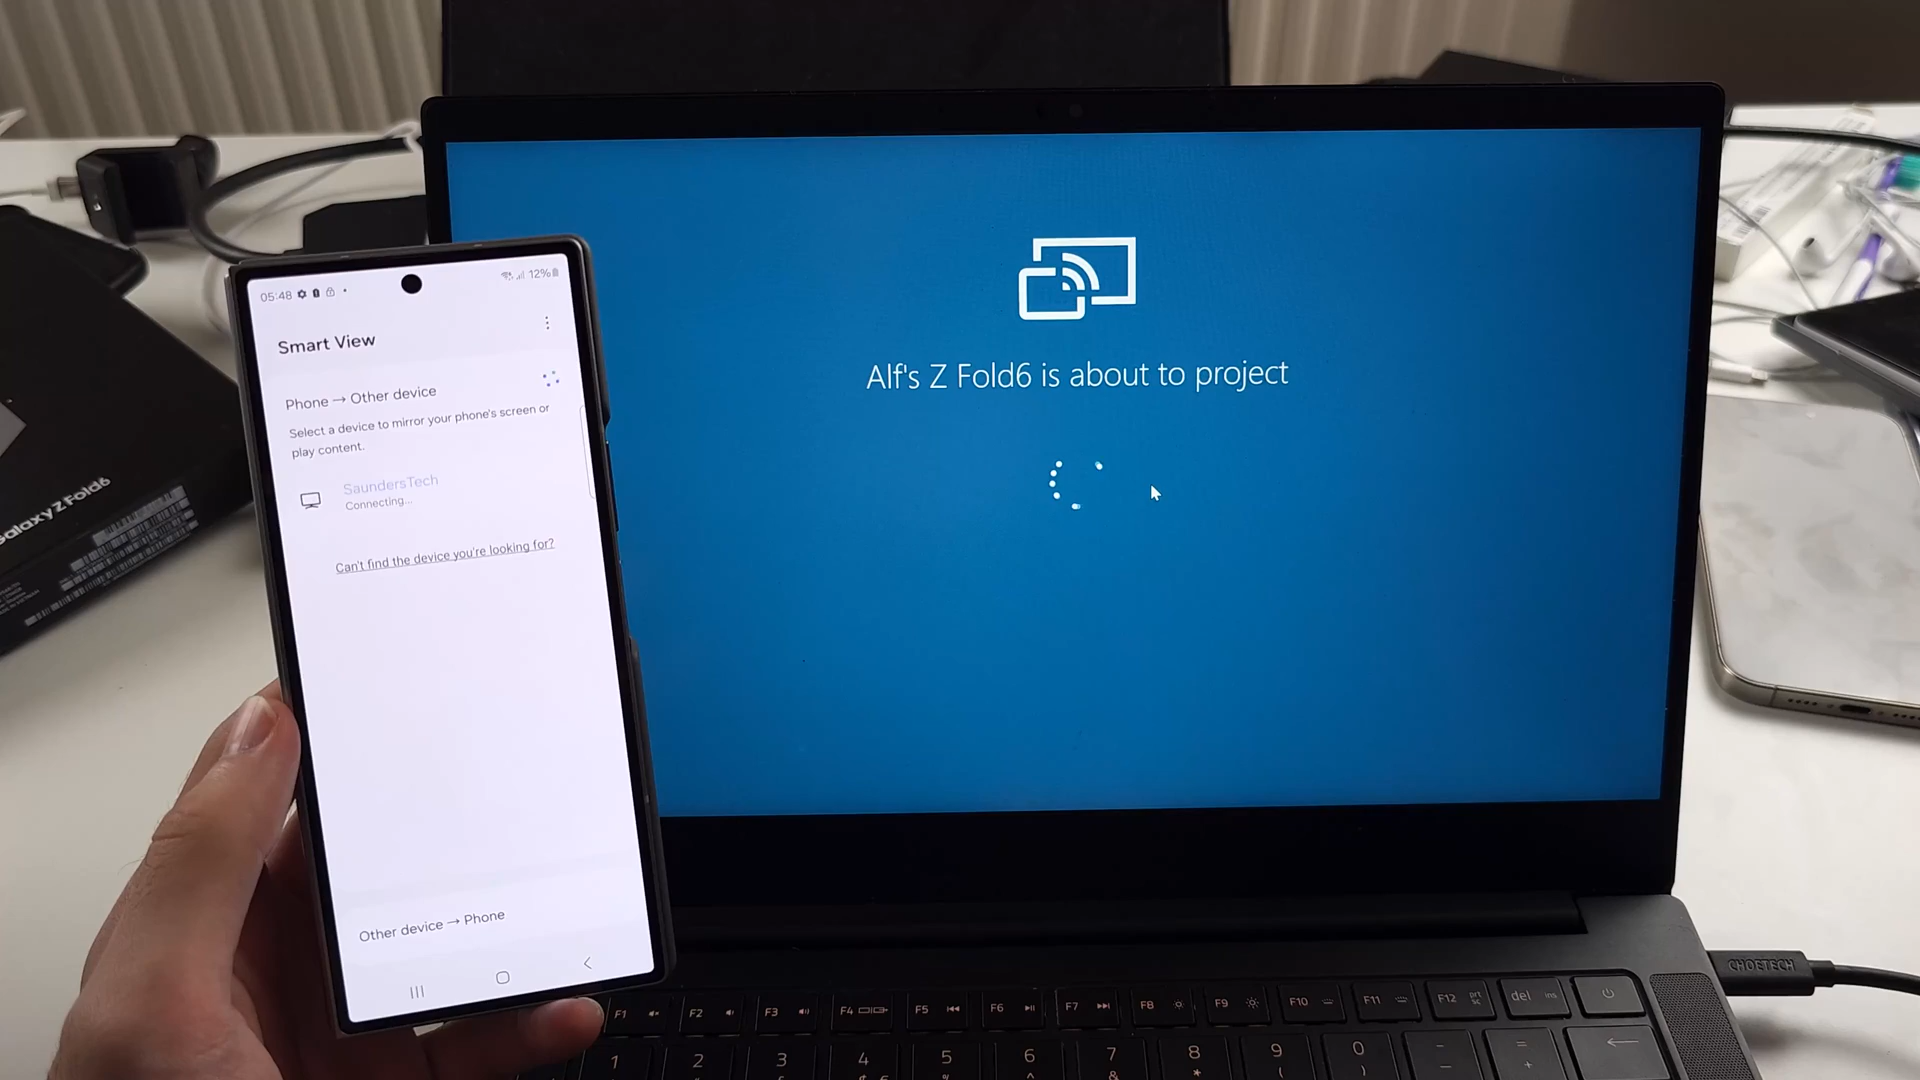 05:48
12%
Smart View
Phone → Other device
Select a device to mirror your phone's screen or
play content.
SaundersTech
Connecting...
Can't find the device you're looking for?
Other device → Phone
Alf's Z Fold6 is about to project
Galaxy Z Fold6
CHOETECH
F1 F2 F3 F4 F5 F6 F7 F8 F9 F10 F11 F12 prt sc del ins
1 2 3 4 5 6 7 8 9 0 - =
^ & * ( ) _ +